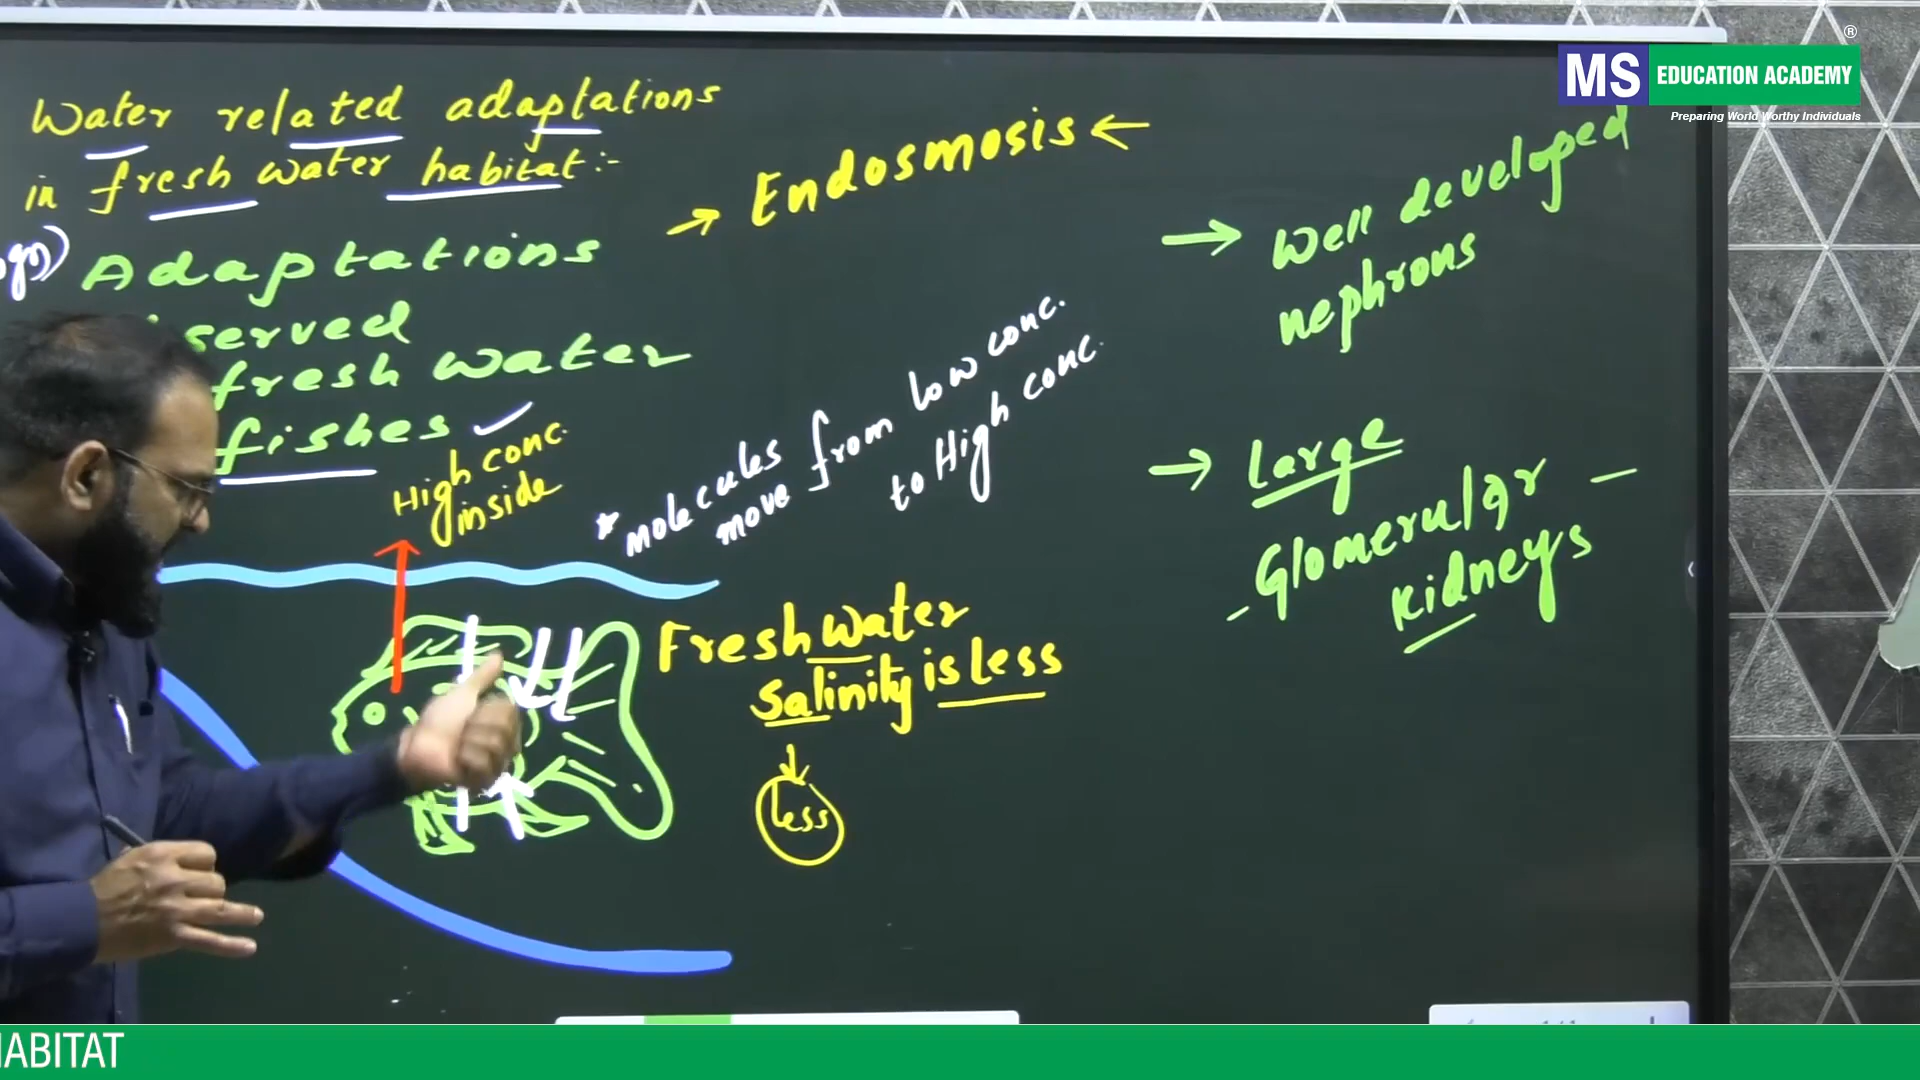 Water related adaptations
in fresh water habitat:-
Adaptations
served
fresh water
fishes
High conc.
inside
→ Endosmosis ←
* molecules from low conc.
move to High conc.
Fresh Water
Salinity is less
less
→ Well developed
nephrons
→ Large
Glomerular
Kidneys
MS EDUCATION ACADEMY ®
Preparing World Worthy Individuals
HABITAT